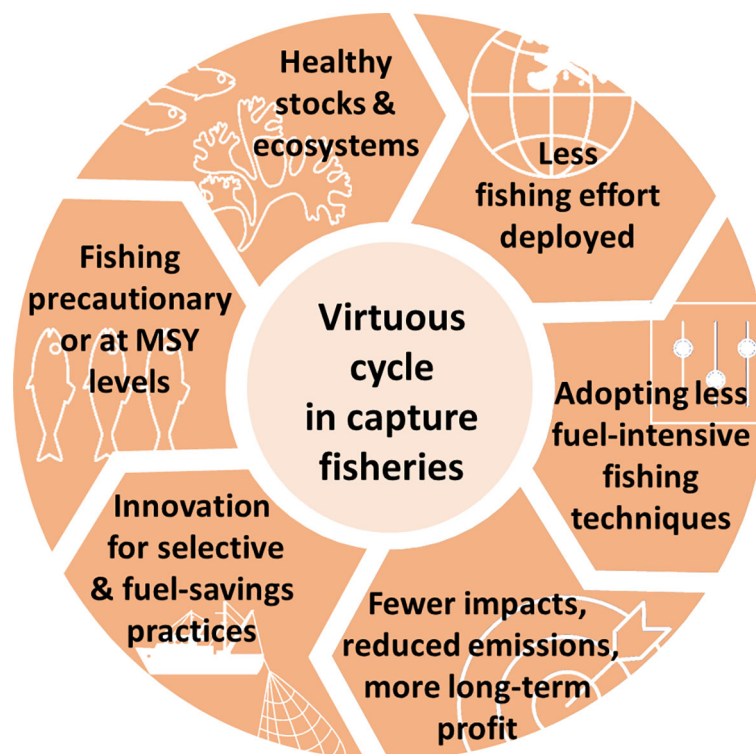 Virtuous
cycle
in capture
fisheries
Healthy
stocks &
ecosystems
Less
fishing effort
deployed
Adopting less
fuel-intensive
fishing
techniques
Fewer impacts,
reduced emissions,
more long-term
profit
Innovation
for selective
& fuel-savings
practices
Fishing
precautionary
or at MSY
levels